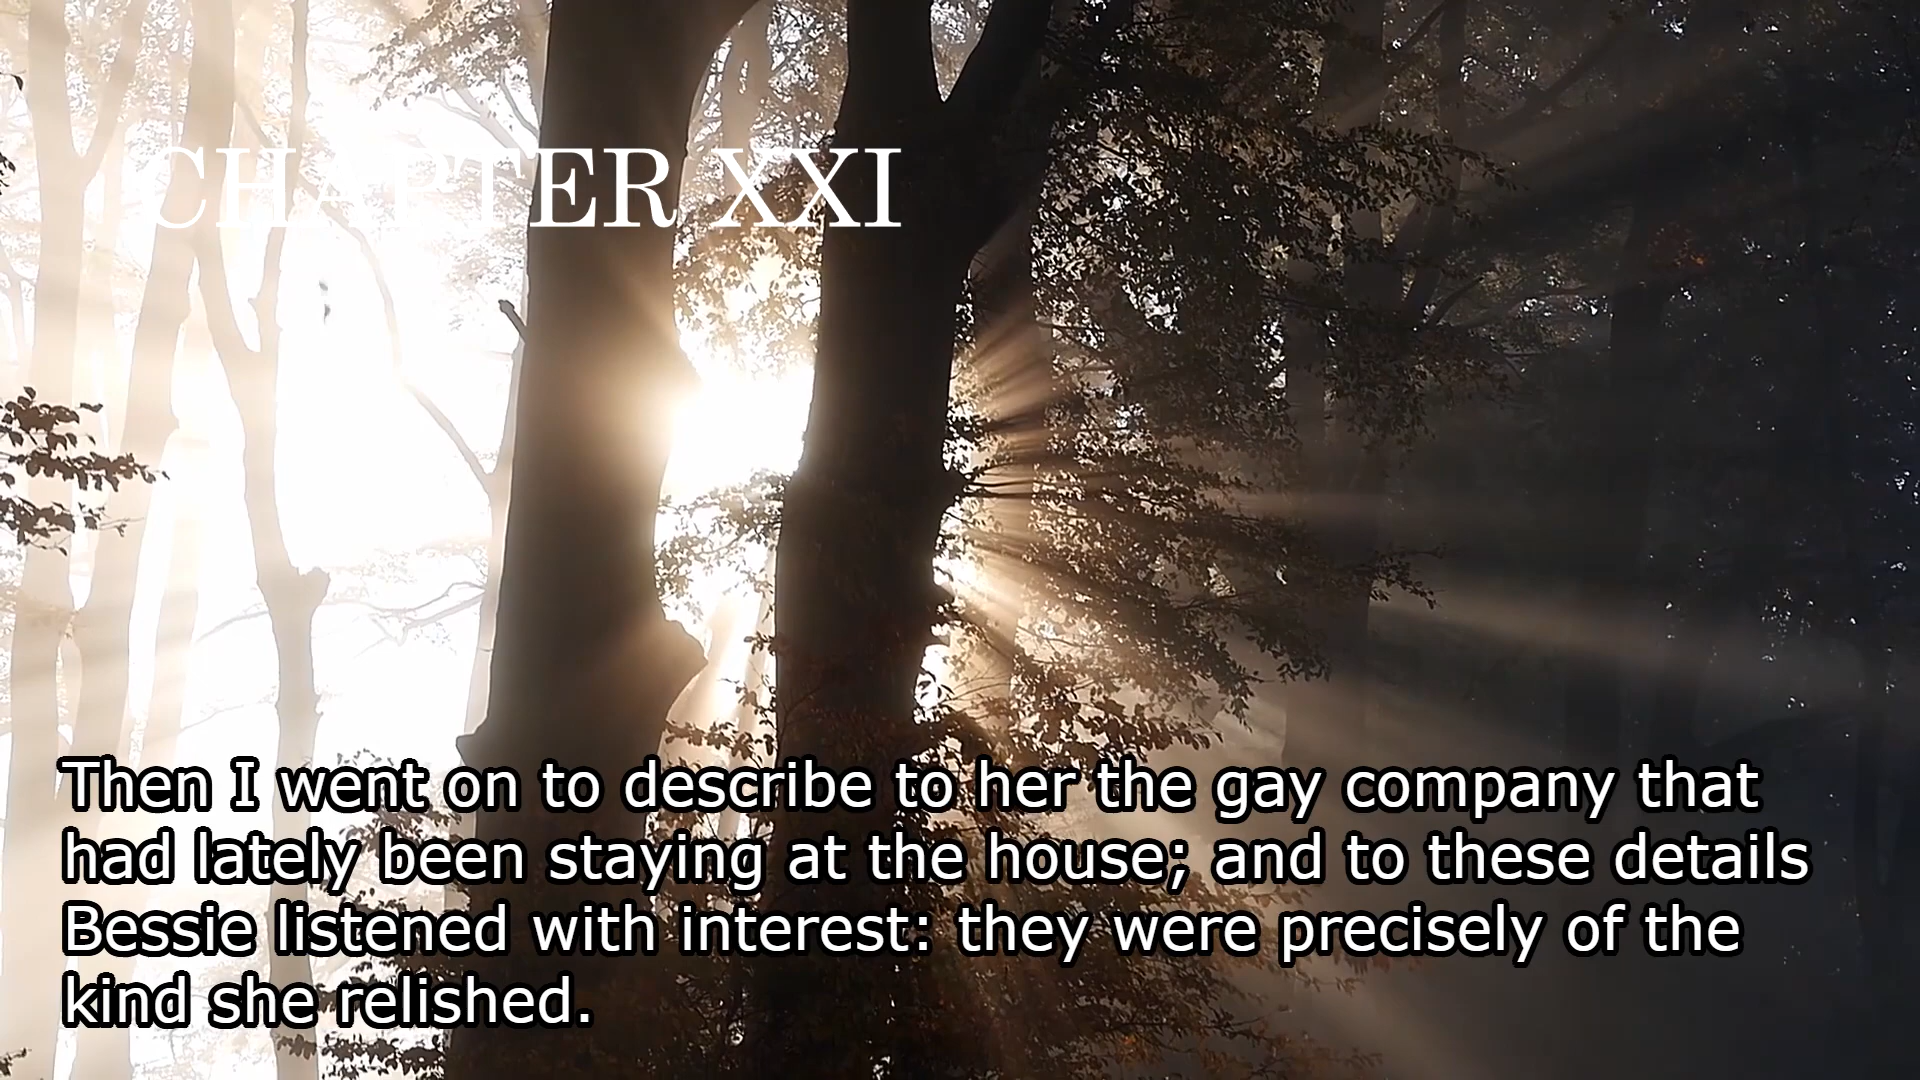 CHAPTER XXI
Then I went on to describe to her the gay company that
had lately been staying at the house; and to these details
Bessie listened with interest: they were precisely of the
kind she relished.